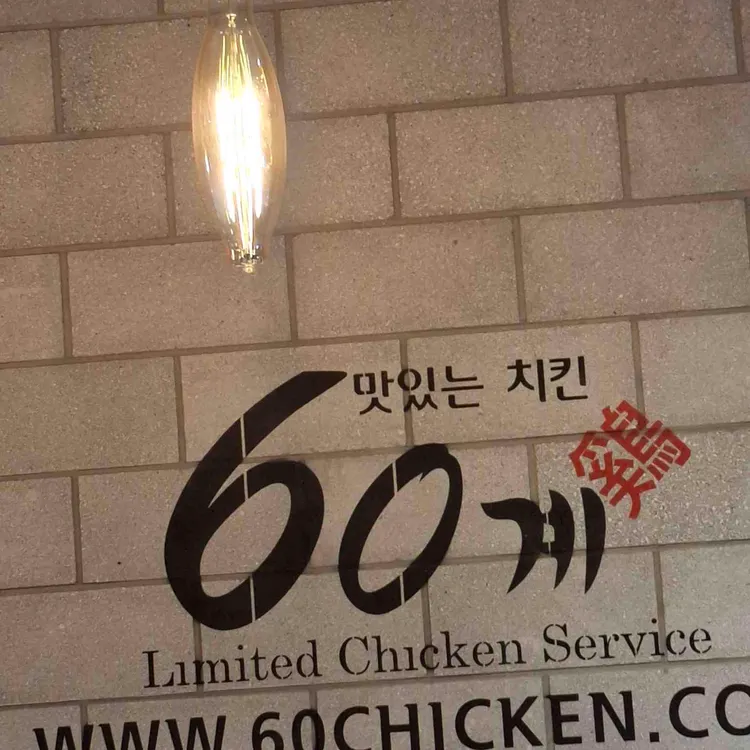 맛있는 치킨
60계
Limited Chicken Service
WWW.60CHICKEN.CO